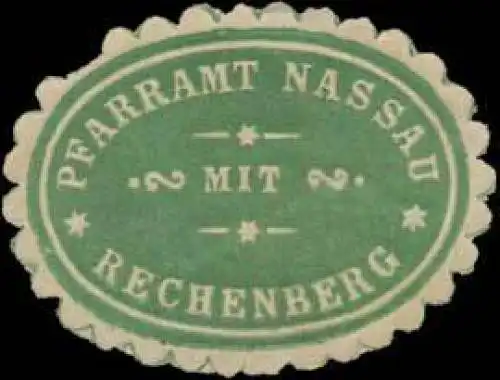 PFARRAMT NASSAU
MIT
RECHENBERG